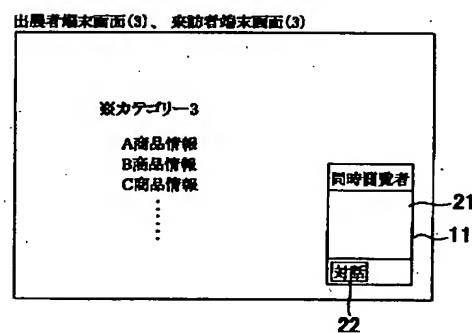 出展者端末画面(3)、来訪者端末画面(3)
※カテゴリー3
A商品情報
B商品情報
C商品情報
同時閲覧者
21
11
対話
22